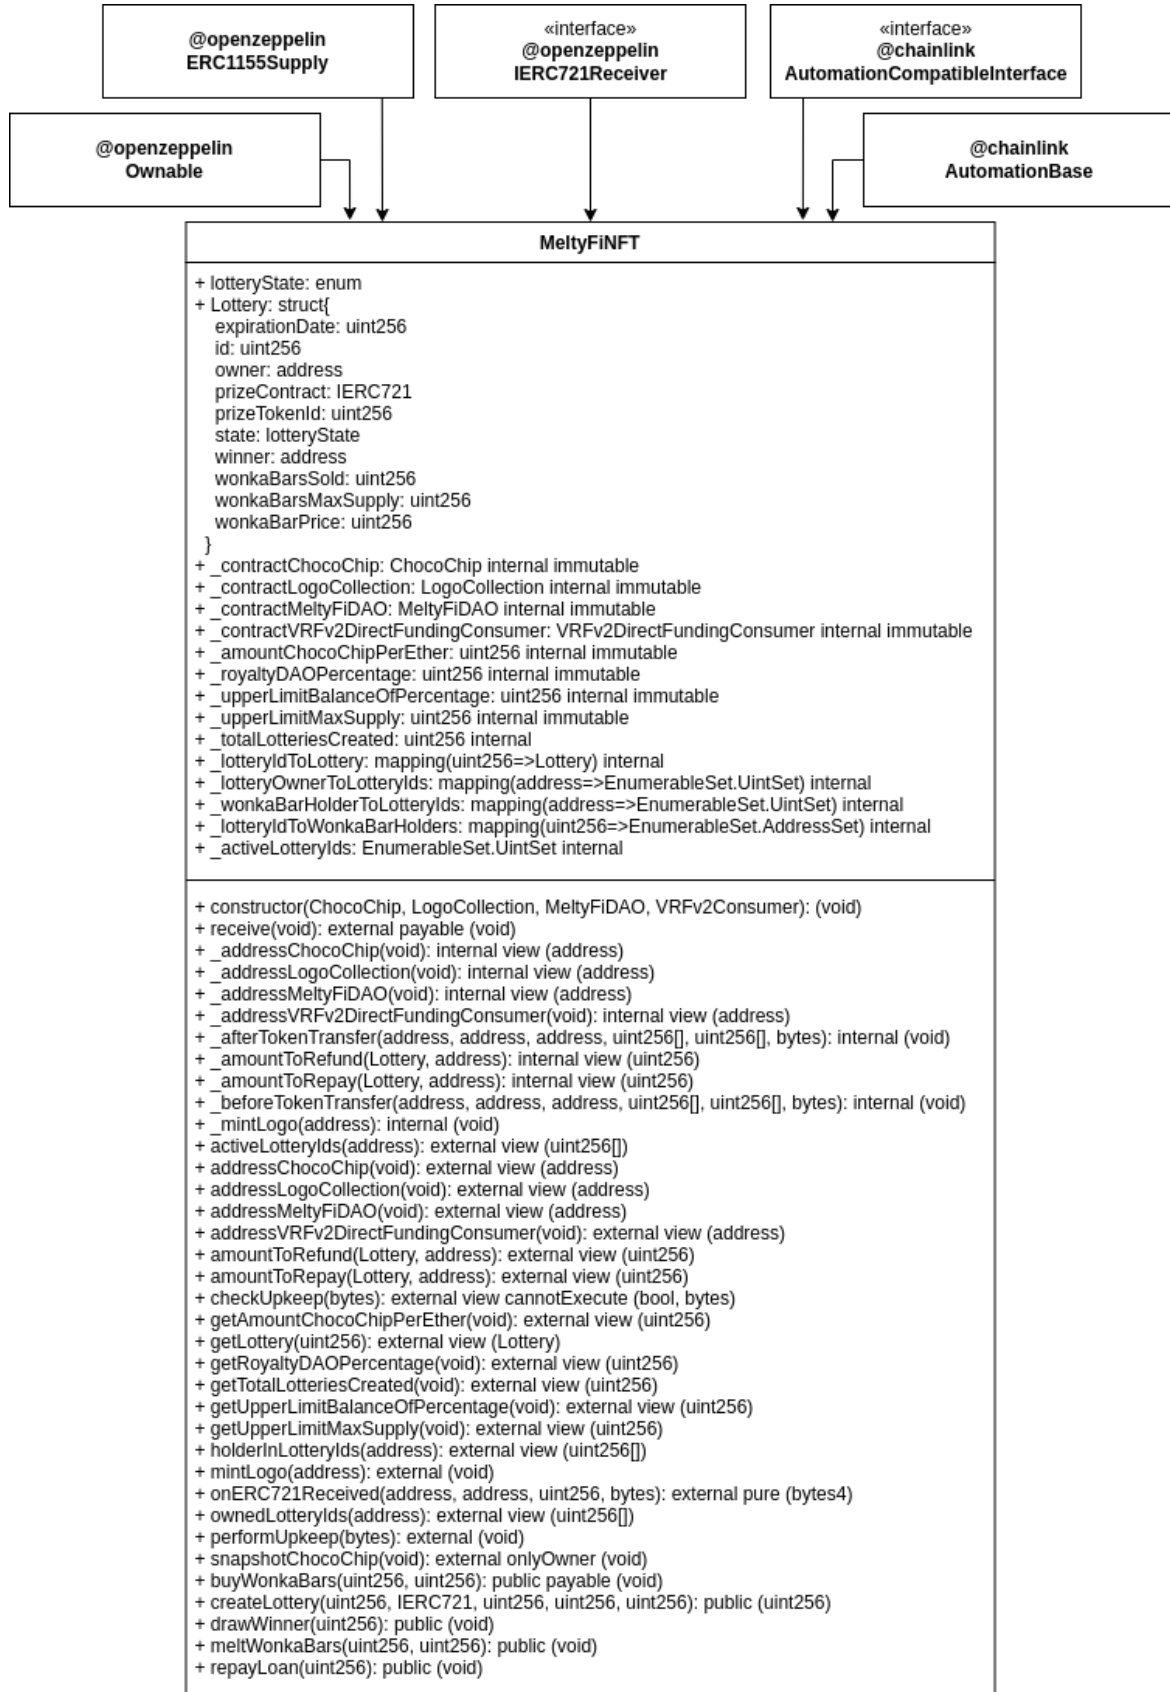 @openzeppelin
ERC1155Supply
«interface»
@openzeppelin
IERC721Receiver
«interface»
@chainlink
AutomationCompatibleInterface
@openzeppelin
Ownable
@chainlink
AutomationBase
MeltyFiNFT
+ lotteryState: enum
+ Lottery: struct{
expirationDate: uint256
id: uint256
owner: address
prizeContract: IERC721
prizeTokenId: uint256
state: lotteryState
winner: address
wonkaBarsSold: uint256
wonkaBarsMaxSupply: uint256
wonkaBarPrice: uint256
}
+ _contractChocoChip: ChocoChip internal immutable
+ _contractLogoCollection: LogoCollection internal immutable
+ _contractMeltyFiDAO: MeltyFiDAO internal immutable
+ _contractVRFv2DirectFundingConsumer: VRFv2DirectFundingConsumer internal immutable
+ _amountChocoChipPerEther: uint256 internal immutable
+ _royaltyDAOPercentage: uint256 internal immutable
+ _upperLimitBalanceOfPercentage: uint256 internal immutable
+ _upperLimitMaxSupply: uint256 internal immutable
+ _totalLotteriesCreated: uint256 internal
+ _lotteryIdToLottery: mapping(uint256=>Lottery) internal
+ _lotteryOwnerToLotteryIds: mapping(address=>EnumerableSet.UintSet) internal
+ _wonkaBarHolderToLotteryIds: mapping(address=>EnumerableSet.UintSet) internal
+ _lotteryIdToWonkaBarHolders: mapping(uint256=>EnumerableSet.AddressSet) internal
+ _activeLotteryIds: EnumerableSet.UintSet internal
+ constructor(ChocoChip, LogoCollection, MeltyFiDAO, VRFv2Consumer): (void)
+ receive(void): external payable (void)
+ _addressChocoChip(void): internal view (address)
+ _addressLogoCollection(void): internal view (address)
+ _addressMeltyFiDAO(void): internal view (address)
+ _addressVRFv2DirectFundingConsumer(void): internal view (address)
+ _afterTokenTransfer(address, address, address, uint256[], uint256[], bytes): internal (void)
+ _amountToRefund(Lottery, address): internal view (uint256)
+ _amountToRepay(Lottery, address): internal view (uint256)
+ _beforeTokenTransfer(address, address, address, uint256[], uint256[], bytes): internal (void)
+ _mintLogo(address): internal (void)
+ activeLotteryIds(address): external view (uint256[])
+ addressChocoChip(void): external view (address)
+ addressLogoCollection(void): external view (address)
+ addressMeltyFiDAO(void): external view (address)
+ addressVRFv2DirectFundingConsumer(void): external view (address)
+ amountToRefund(Lottery, address): external view (uint256)
+ amountToRepay(Lottery, address): external view (uint256)
+ checkUpkeep(bytes): external view cannotExecute (bool, bytes)
+ getAmountChocoChipPerEther(void): external view (uint256)
+ getLottery(uint256): external view (Lottery)
+ getRoyaltyDAOPercentage(void): external view (uint256)
+ getTotalLotteriesCreated(void): external view (uint256)
+ getUpperLimitBalanceOfPercentage(void): external view (uint256)
+ getUpperLimitMaxSupply(void): external view (uint256)
+ holderInLotteryIds(address): external view (uint256[])
+ mintLogo(address): external (void)
+ onERC721Received(address, address, uint256, bytes): external pure (bytes4)
+ ownedLotteryIds(address): external view (uint256[])
+ performUpkeep(bytes): external (void)
+ snapshotChocoChip(void): external onlyOwner (void)
+ buyWonkaBars(uint256, uint256): public payable (void)
+ createLottery(uint256, IERC721, uint256, uint256, uint256): public (uint256)
+ drawWinner(uint256): public (void)
+ meltWonkaBars(uint256, uint256): public (void)
+ repayLoan(uint256): public (void)